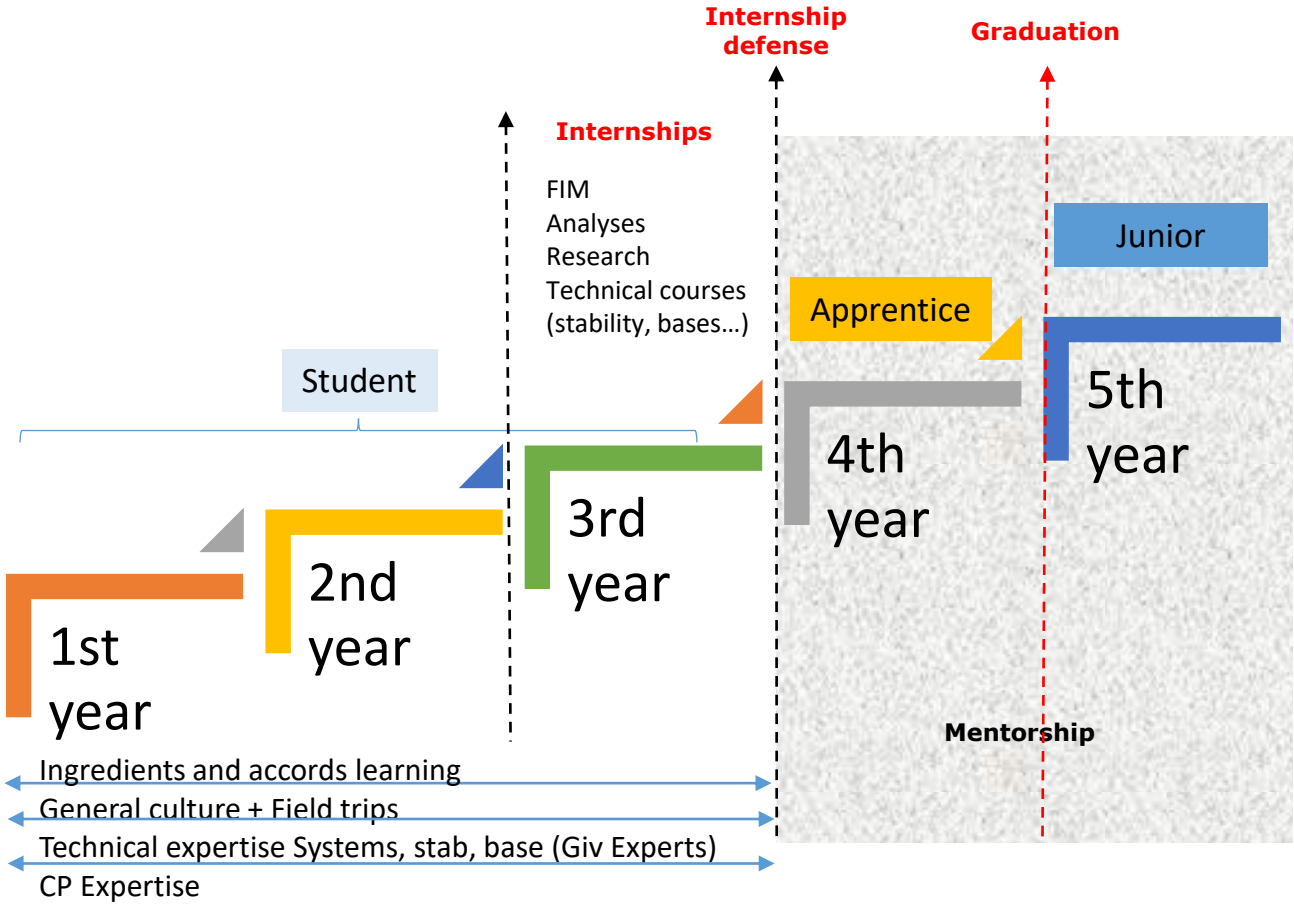 Internship
defense
Graduation
Internships
FIM
Analyses
Research
Technical courses
(stability, bases...)
Junior
Apprentice
Student
5th
year
4th
year
3rd
year
2nd
year
1st
year
Mentorship
Ingredients and accords learning
General culture + Field trips
Technical expertise Systems, stab, base (Giv Experts)
CP Expertise